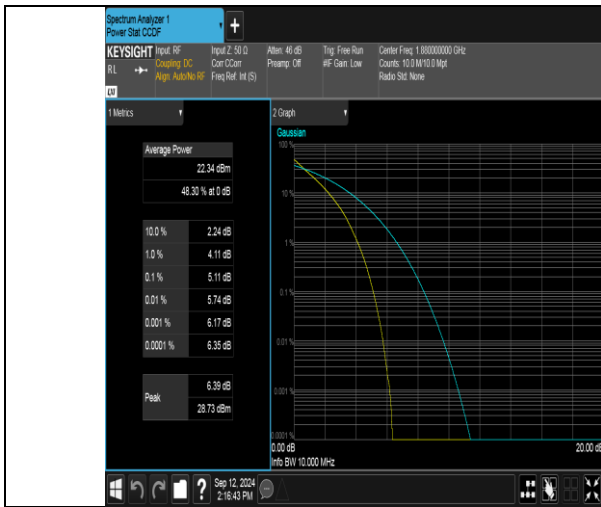 Spectrum Analyzer 1
Power Stat CCDF
+
KEYSIGHT
RL
Input: RF
Coupling: DC
Align: Auto/No RF
Input Z: 50 Ω
Corr CCorr
Freq Ref: Int (S)
Atten: 46 dB
Preamp: Off
Trig: Free Run
#IF Gain: Low
Center Freq: 1.880000000 GHz
Counts: 10.0 M/10.0 Mpt
Radio Std: None
1 Metrics
Average Power
22.34 dBm
48.30 % at 0 dB
10.0 % 2.24 dB
1.0 % 4.11 dB
0.1 % 5.11 dB
0.01 % 5.74 dB
0.001 % 6.17 dB
0.0001 % 6.35 dB
Peak
6.39 dB
28.73 dBm
2 Graph
Gaussian
100 %
10 %
1 %
0.1 %
0.01 %
0.001 %
0.0001 %
0.00 dB 20.00 dB
Info BW 10.000 MHz
?
Sep 12, 2024
2:16:43 PM